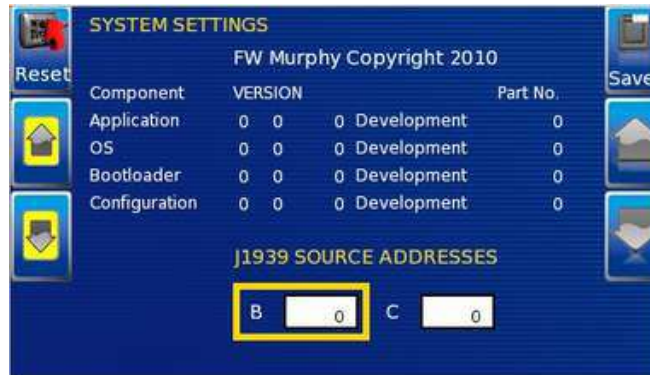 SYSTEM SETTINGS
FW Murphy Copyright 2010
Reset
Save
Component VERSION Part No.
Application 0 0 0 Development 0
OS 0 0 0 Development 0
Bootloader 0 0 0 Development 0
Configuration 0 0 0 Development 0
J1939 SOURCE ADDRESSES
B 0 C 0